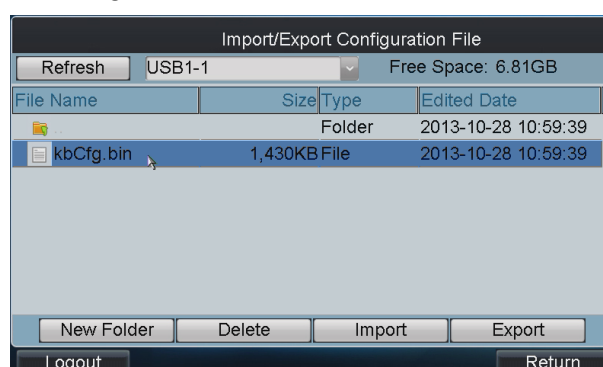 Import/Export Configuration File
Refresh USB1-1 Free Space: 6.81GB
File Name Size Type Edited Date
.. Folder 2013-10-28 10:59:39
kbCfg.bin 1,430KB File 2013-10-28 10:59:39
New Folder Delete Import Export
Logout Return